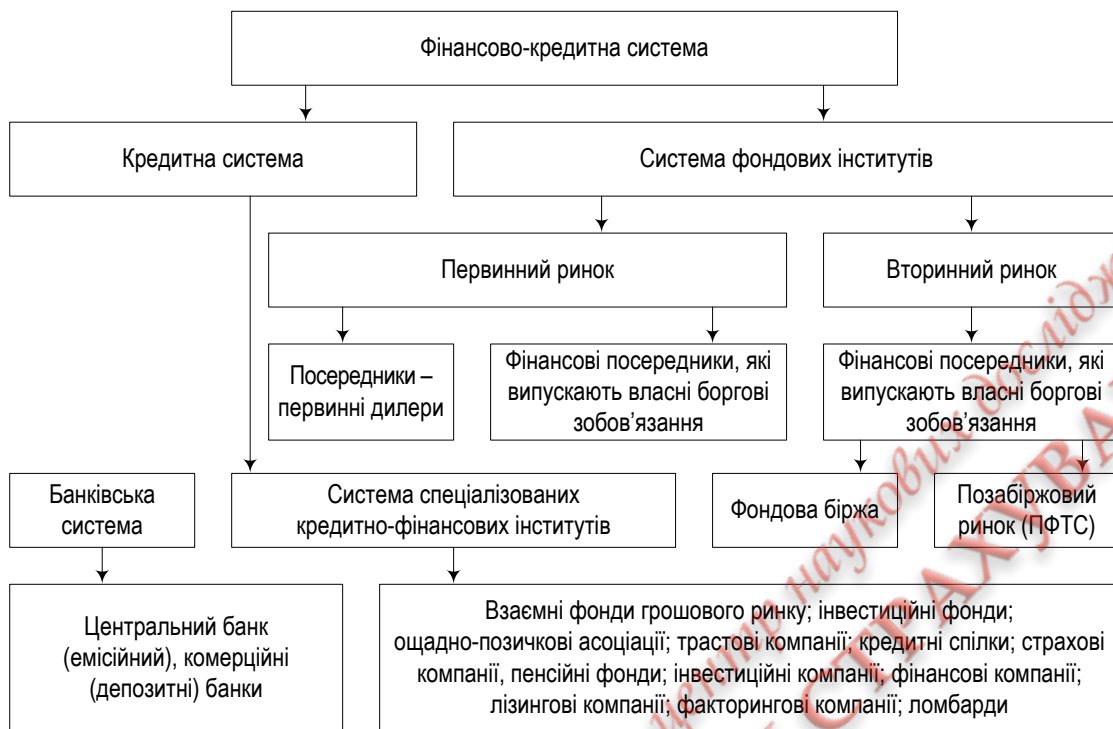 Фінансово-кредитна система
Кредитна система
Система фондових інститутів
Первинний ринок
Вторинний ринок
Посередники –
первинні дилери
Фінансові посередники, які
випускають власні боргові
зобов’язання
Фінансові посередники, які
випускають власні боргові
зобов’язання
Банківська
система
Система спеціалізованих
кредитно-фінансових інститутів
Фондова біржа
Позабіржовий
ринок (ПФТС)
Центральний банк
(емісійний), комерційні
(депозитні) банки
Взаємні фонди грошового ринку; інвестиційні фонди;
ощадно-позичкові асоціації; трастові компанії; кредитні спілки; страхові
компанії, пенсійні фонди; інвестиційні компанії; фінансові компанії;
лізингові компанії; факторингові компанії; ломбарди
наукових